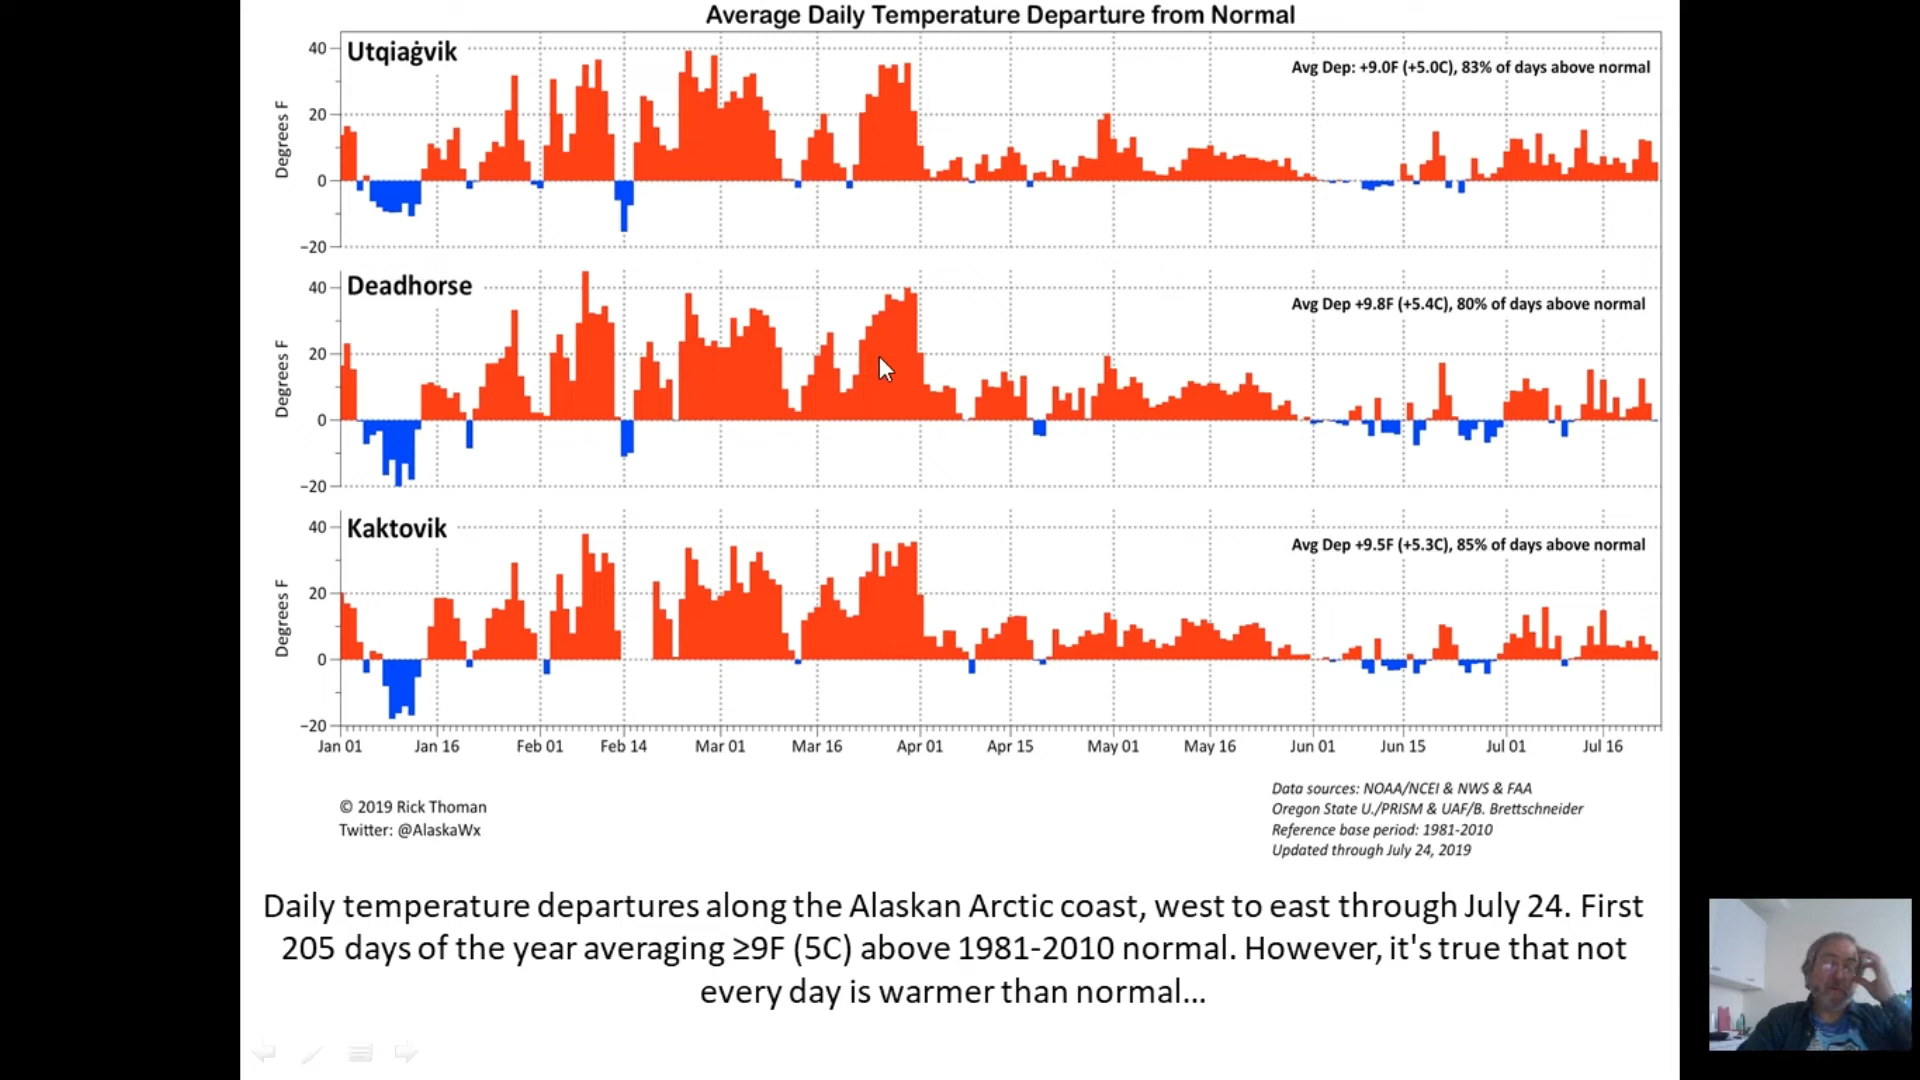 Average Daily Temperature Departure from Normal
Utqiaġvik
Avg Dep: +9.0F (+5.0C), 83% of days above normal
Degrees F
40
20
0
−20
Deadhorse
Avg Dep +9.8F (+5.4C), 80% of days above normal
Degrees F
40
20
0
−20
Kaktovik
Avg Dep +9.5F (+5.3C), 85% of days above normal
Degrees F
40
20
0
−20
Jan 01 Jan 16 Feb 01 Feb 14 Mar 01 Mar 16 Apr 01 Apr 15 May 01 May 16 Jun 01 Jun 15 Jul 01 Jul 16
© 2019 Rick Thoman
Twitter: @AlaskaWx
Data sources: NOAA/NCEI & NWS & FAA
Oregon State U./PRISM & UAF/B. Brettschneider
Reference base period: 1981-2010
Updated through July 24, 2019
Daily temperature departures along the Alaskan Arctic coast, west to east through July 24. First
205 days of the year averaging ≥9F (5C) above 1981-2010 normal. However, it's true that not
every day is warmer than normal...